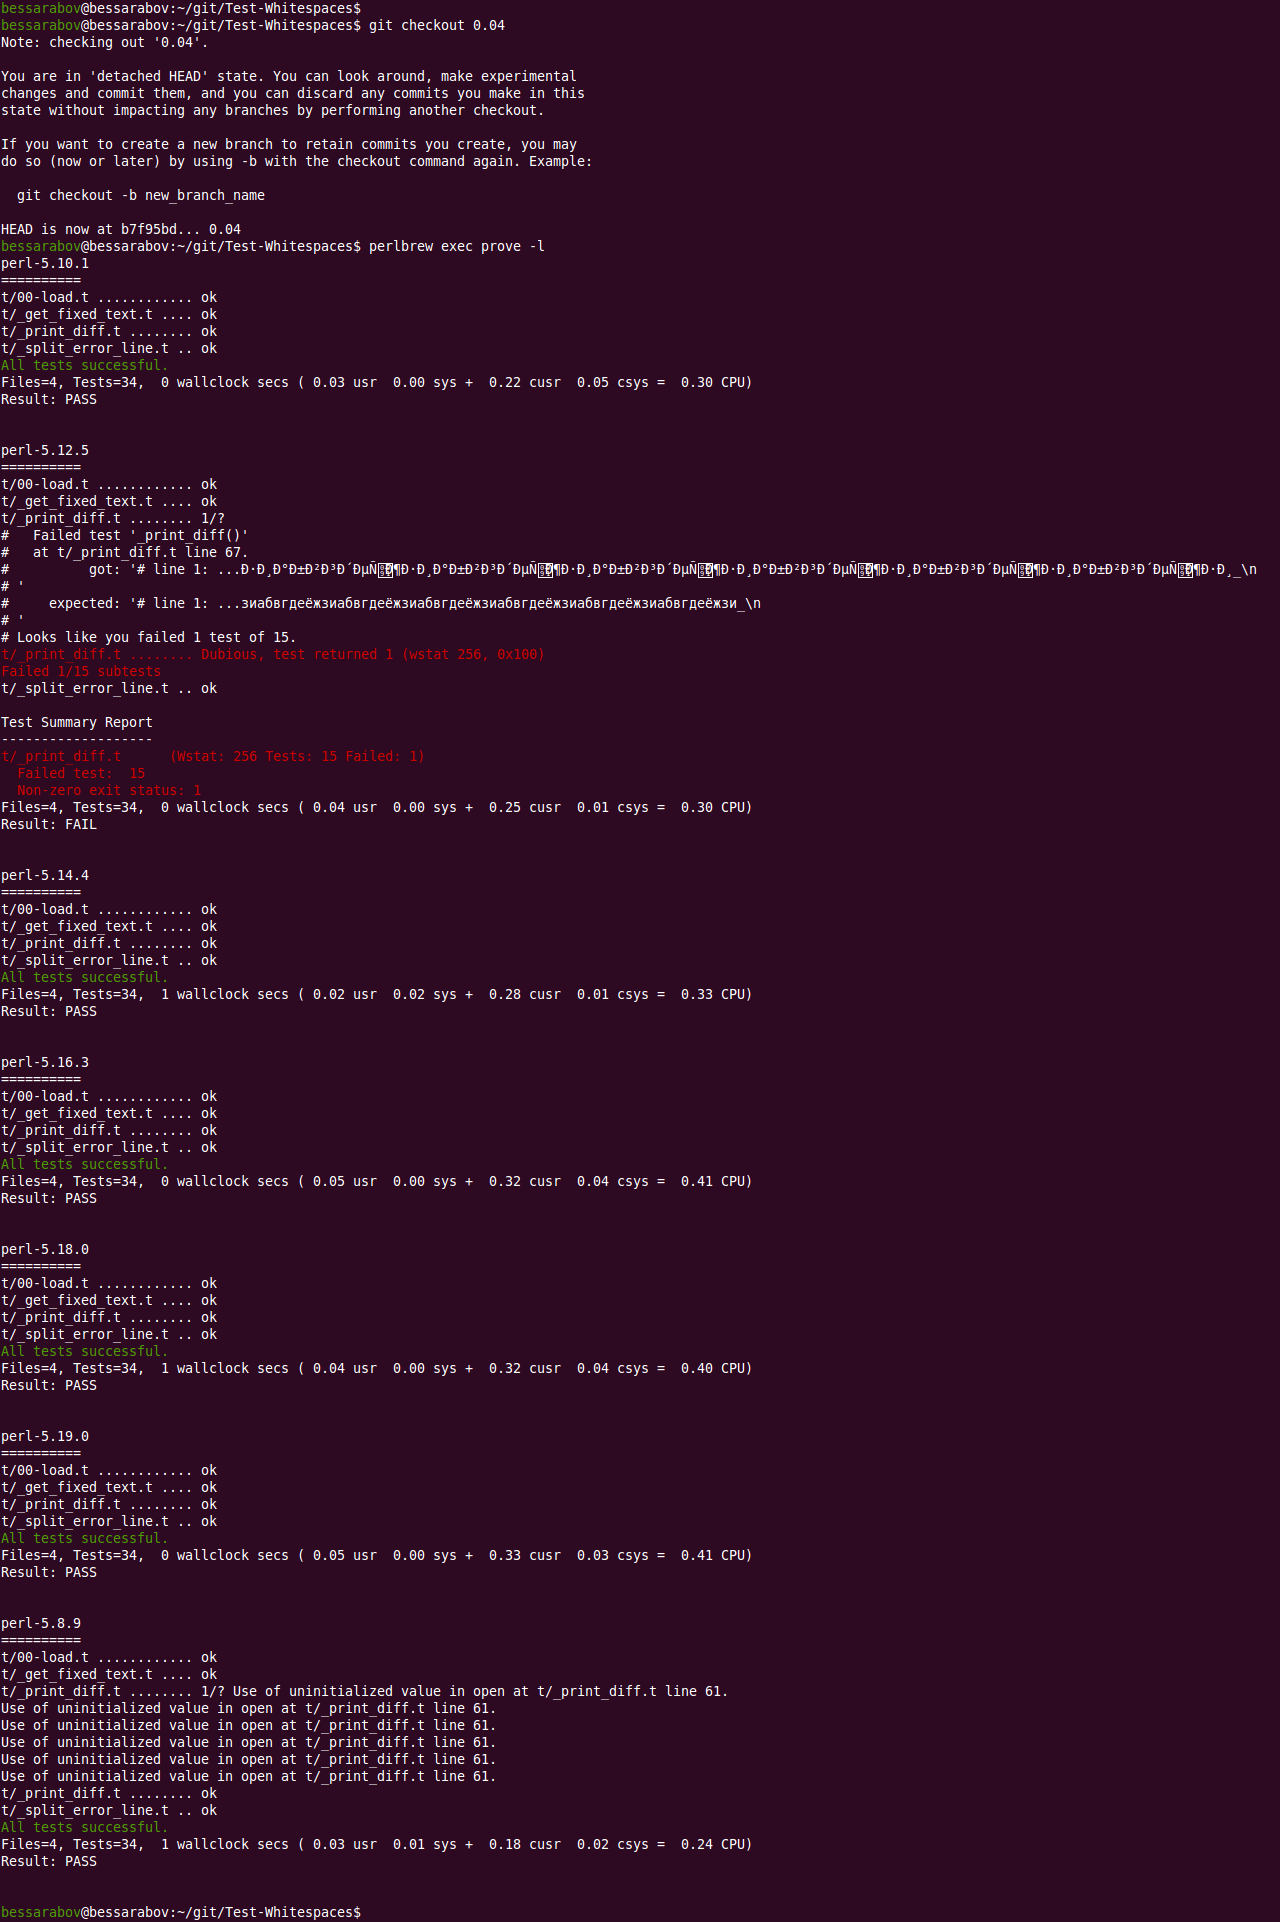 bessarabov@bessarabov:~/git/Test-Whitespaces$
bessarabov@bessarabov:~/git/Test-Whitespaces$ git checkout 0.04
Note: checking out '0.04'.
You are in 'detached HEAD' state. You can look around, make experimental
changes and commit them, and you can discard any commits you make in this
state without impacting any branches by performing another checkout.
If you want to create a new branch to retain commits you create, you may
do so (now or later) by using -b with the checkout command again. Example:
  git checkout -b new_branch_name
HEAD is now at b7f95bd... 0.04
bessarabov@bessarabov:~/git/Test-Whitespaces$ perlbrew exec prove -l
perl-5.10.1
==========
t/00-load.t ............ ok
t/_get_fixed_text.t .... ok
t/_print_diff.t ........ ok
t/_split_error_line.t .. ok
All tests successful.
Files=4, Tests=34,  0 wallclock secs ( 0.03 usr  0.00 sys +  0.22 cusr  0.05 csys =  0.30 CPU)
Result: PASS
perl-5.12.5
==========
t/00-load.t ............ ok
t/_get_fixed_text.t .... ok
t/_print_diff.t ........ 1/?
#   Failed test '_print_diff()'
#   at t/_print_diff.t line 67.
#          got: '# line 1: ...
# '
#     expected: '# line 1: ...зиабвгдеёжзиабвгдеёжзиабвгдеёжзиабвгдеёжзиабвгдеёжзиабвгдеёжзи_\n
# '
# Looks like you failed 1 test of 15.
t/_print_diff.t ........ Dubious, test returned 1 (wstat 256, 0x100)
Failed 1/15 subtests
t/_split_error_line.t .. ok
Test Summary Report
-------------------
t/_print_diff.t      (Wstat: 256 Tests: 15 Failed: 1)
  Failed test:  15
  Non-zero exit status: 1
Files=4, Tests=34,  0 wallclock secs ( 0.04 usr  0.00 sys +  0.25 cusr  0.01 csys =  0.30 CPU)
Result: FAIL
perl-5.14.4
==========
t/00-load.t ............ ok
t/_get_fixed_text.t .... ok
t/_print_diff.t ........ ok
t/_split_error_line.t .. ok
All tests successful.
Files=4, Tests=34,  1 wallclock secs ( 0.02 usr  0.02 sys +  0.28 cusr  0.01 csys =  0.33 CPU)
Result: PASS
perl-5.16.3
==========
t/00-load.t ............ ok
t/_get_fixed_text.t .... ok
t/_print_diff.t ........ ok
t/_split_error_line.t .. ok
All tests successful.
Files=4, Tests=34,  0 wallclock secs ( 0.05 usr  0.00 sys +  0.32 cusr  0.04 csys =  0.41 CPU)
Result: PASS
perl-5.18.0
==========
t/00-load.t ............ ok
t/_get_fixed_text.t .... ok
t/_print_diff.t ........ ok
t/_split_error_line.t .. ok
All tests successful.
Files=4, Tests=34,  1 wallclock secs ( 0.04 usr  0.00 sys +  0.32 cusr  0.04 csys =  0.40 CPU)
Result: PASS
perl-5.19.0
==========
t/00-load.t ............ ok
t/_get_fixed_text.t .... ok
t/_print_diff.t ........ ok
t/_split_error_line.t .. ok
All tests successful.
Files=4, Tests=34,  0 wallclock secs ( 0.05 usr  0.00 sys +  0.33 cusr  0.03 csys =  0.41 CPU)
Result: PASS
perl-5.8.9
==========
t/00-load.t ............ ok
t/_get_fixed_text.t .... ok
t/_print_diff.t ........ 1/? Use of uninitialized value in open at t/_print_diff.t line 61.
Use of uninitialized value in open at t/_print_diff.t line 61.
Use of uninitialized value in open at t/_print_diff.t line 61.
Use of uninitialized value in open at t/_print_diff.t line 61.
Use of uninitialized value in open at t/_print_diff.t line 61.
Use of uninitialized value in open at t/_print_diff.t line 61.
t/_print_diff.t ........ ok
t/_split_error_line.t .. ok
All tests successful.
Files=4, Tests=34,  1 wallclock secs ( 0.03 usr  0.01 sys +  0.18 cusr  0.02 csys =  0.24 CPU)
Result: PASS
bessarabov@bessarabov:~/git/Test-Whitespaces$